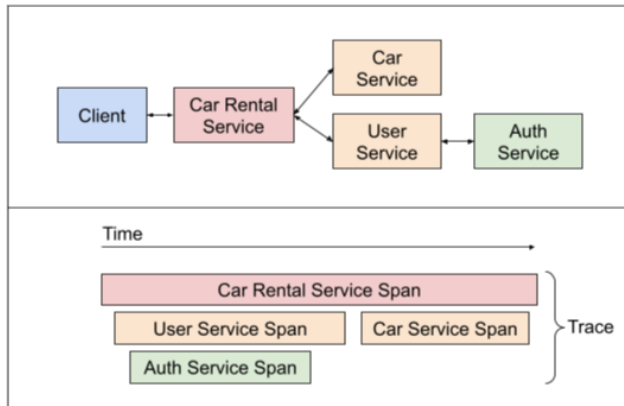 Car
Service
Client
Car Rental
Service
User
Service
Auth
Service
Time
Car Rental Service Span
User Service Span
Car Service Span
Trace
Auth Service Span